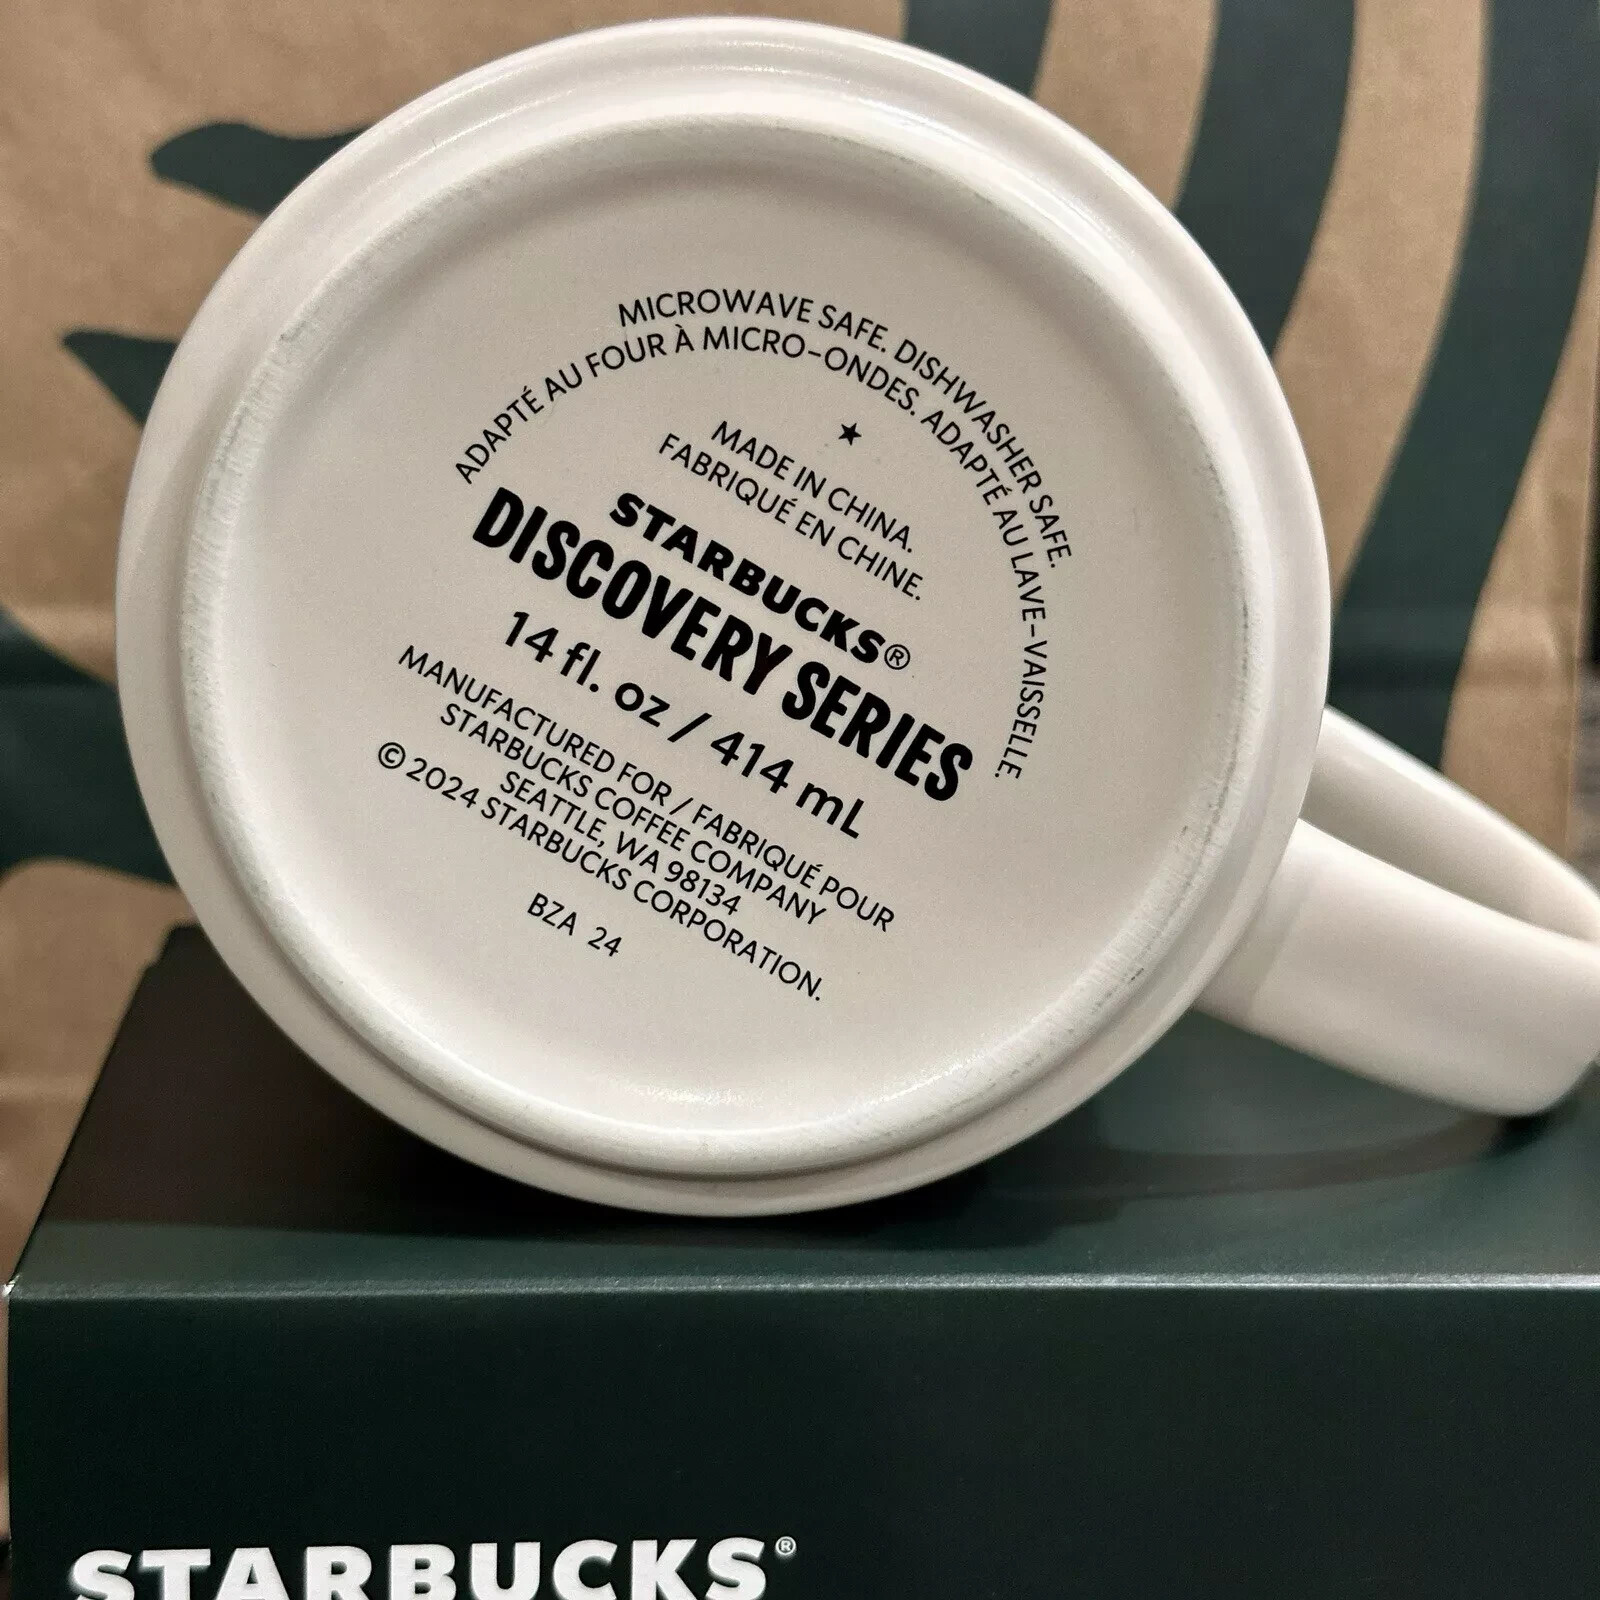 MICROWAVE SAFE. DISHWASHER SAFE.
ADAPTÉ AU FOUR À MICRO-ONDES. ADAPTÉ AU LAVE-VAISSELLE.
MADE IN CHINA.
FABRIQUÉ EN CHINE.
STARBUCKS®
DISCOVERY SERIES
14 fl. oz / 414 mL
MANUFACTURED FOR / FABRIQUÉ POUR
STARBUCKS COFFEE COMPANY
SEATTLE, WA 98134
©2024 STARBUCKS CORPORATION.
BZA 24
STARBUCKS®